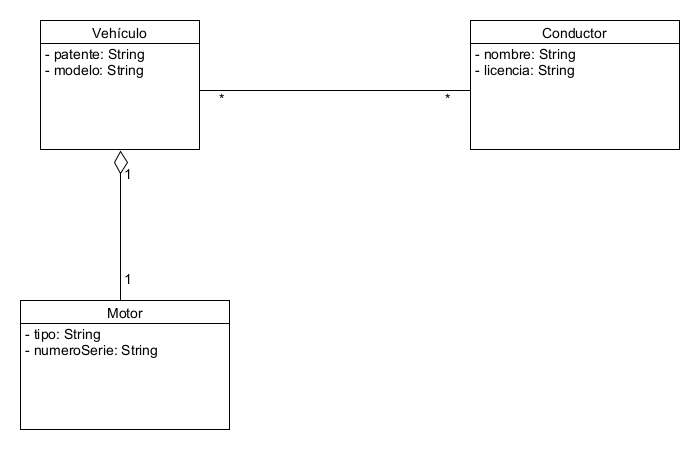 Vehículo
- patente: String
- modelo: String
Conductor
- nombre: String
- licencia: String
*
*
1
1
Motor
- tipo: String
- numeroSerie: String